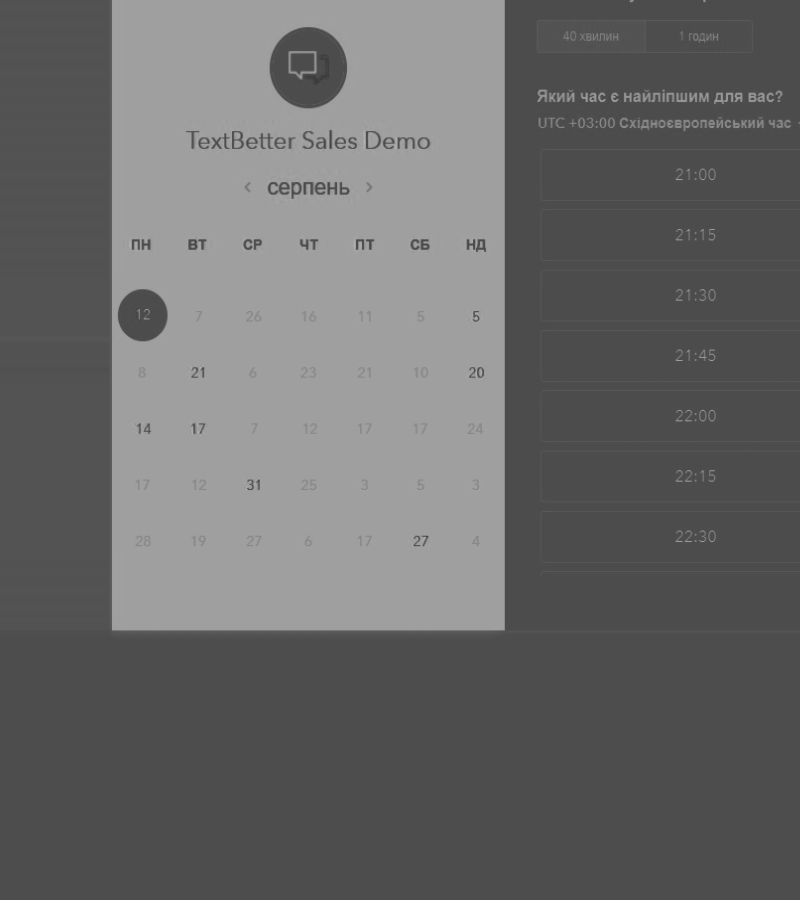 TextBetter Sales Demo
‹ серпень ›
ПН ВТ СР ЧТ ПТ СБ НД
12 7 26 16 11 5 5
8 21 6 23 21 10 20
14 17 7 12 17 17 24
17 12 31 25 3 5 3
28 19 27 6 17 27 4
40 хвилин 1 годин
Який час є найліпшим для вас?
UTC +03:00 Східноєвропейський час
21:00
21:15
21:30
21:45
22:00
22:15
22:30